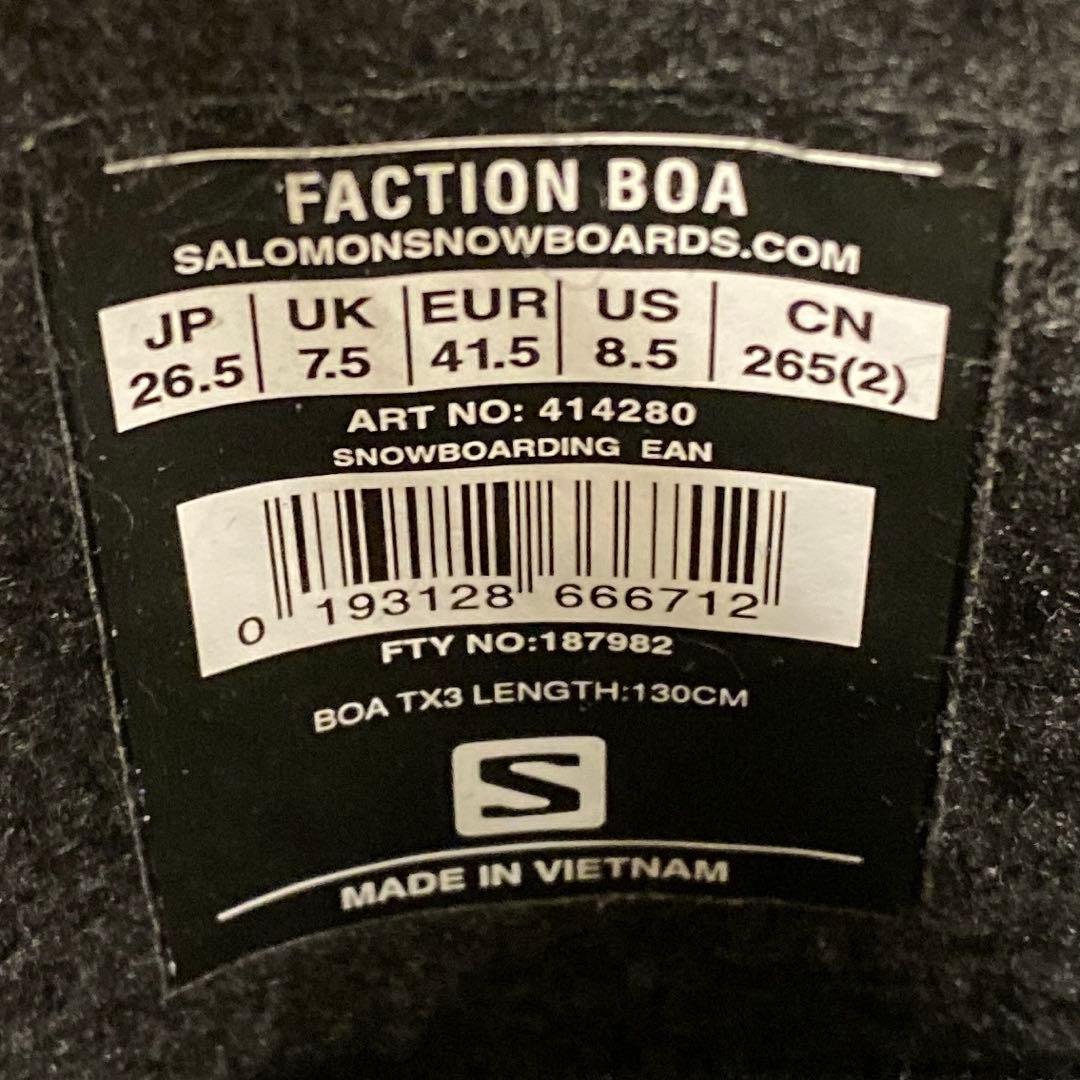 FACTION BOA
SALOMONSNOWBOARDS.COM
JP UK EUR US CN
26.5 7.5 41.5 8.5 265(2)
ART NO: 414280
SNOWBOARDING EAN
0 193128 666712
FTY NO:187982
BOA TX3 LENGTH:130CM
S
MADE IN VIETNAM